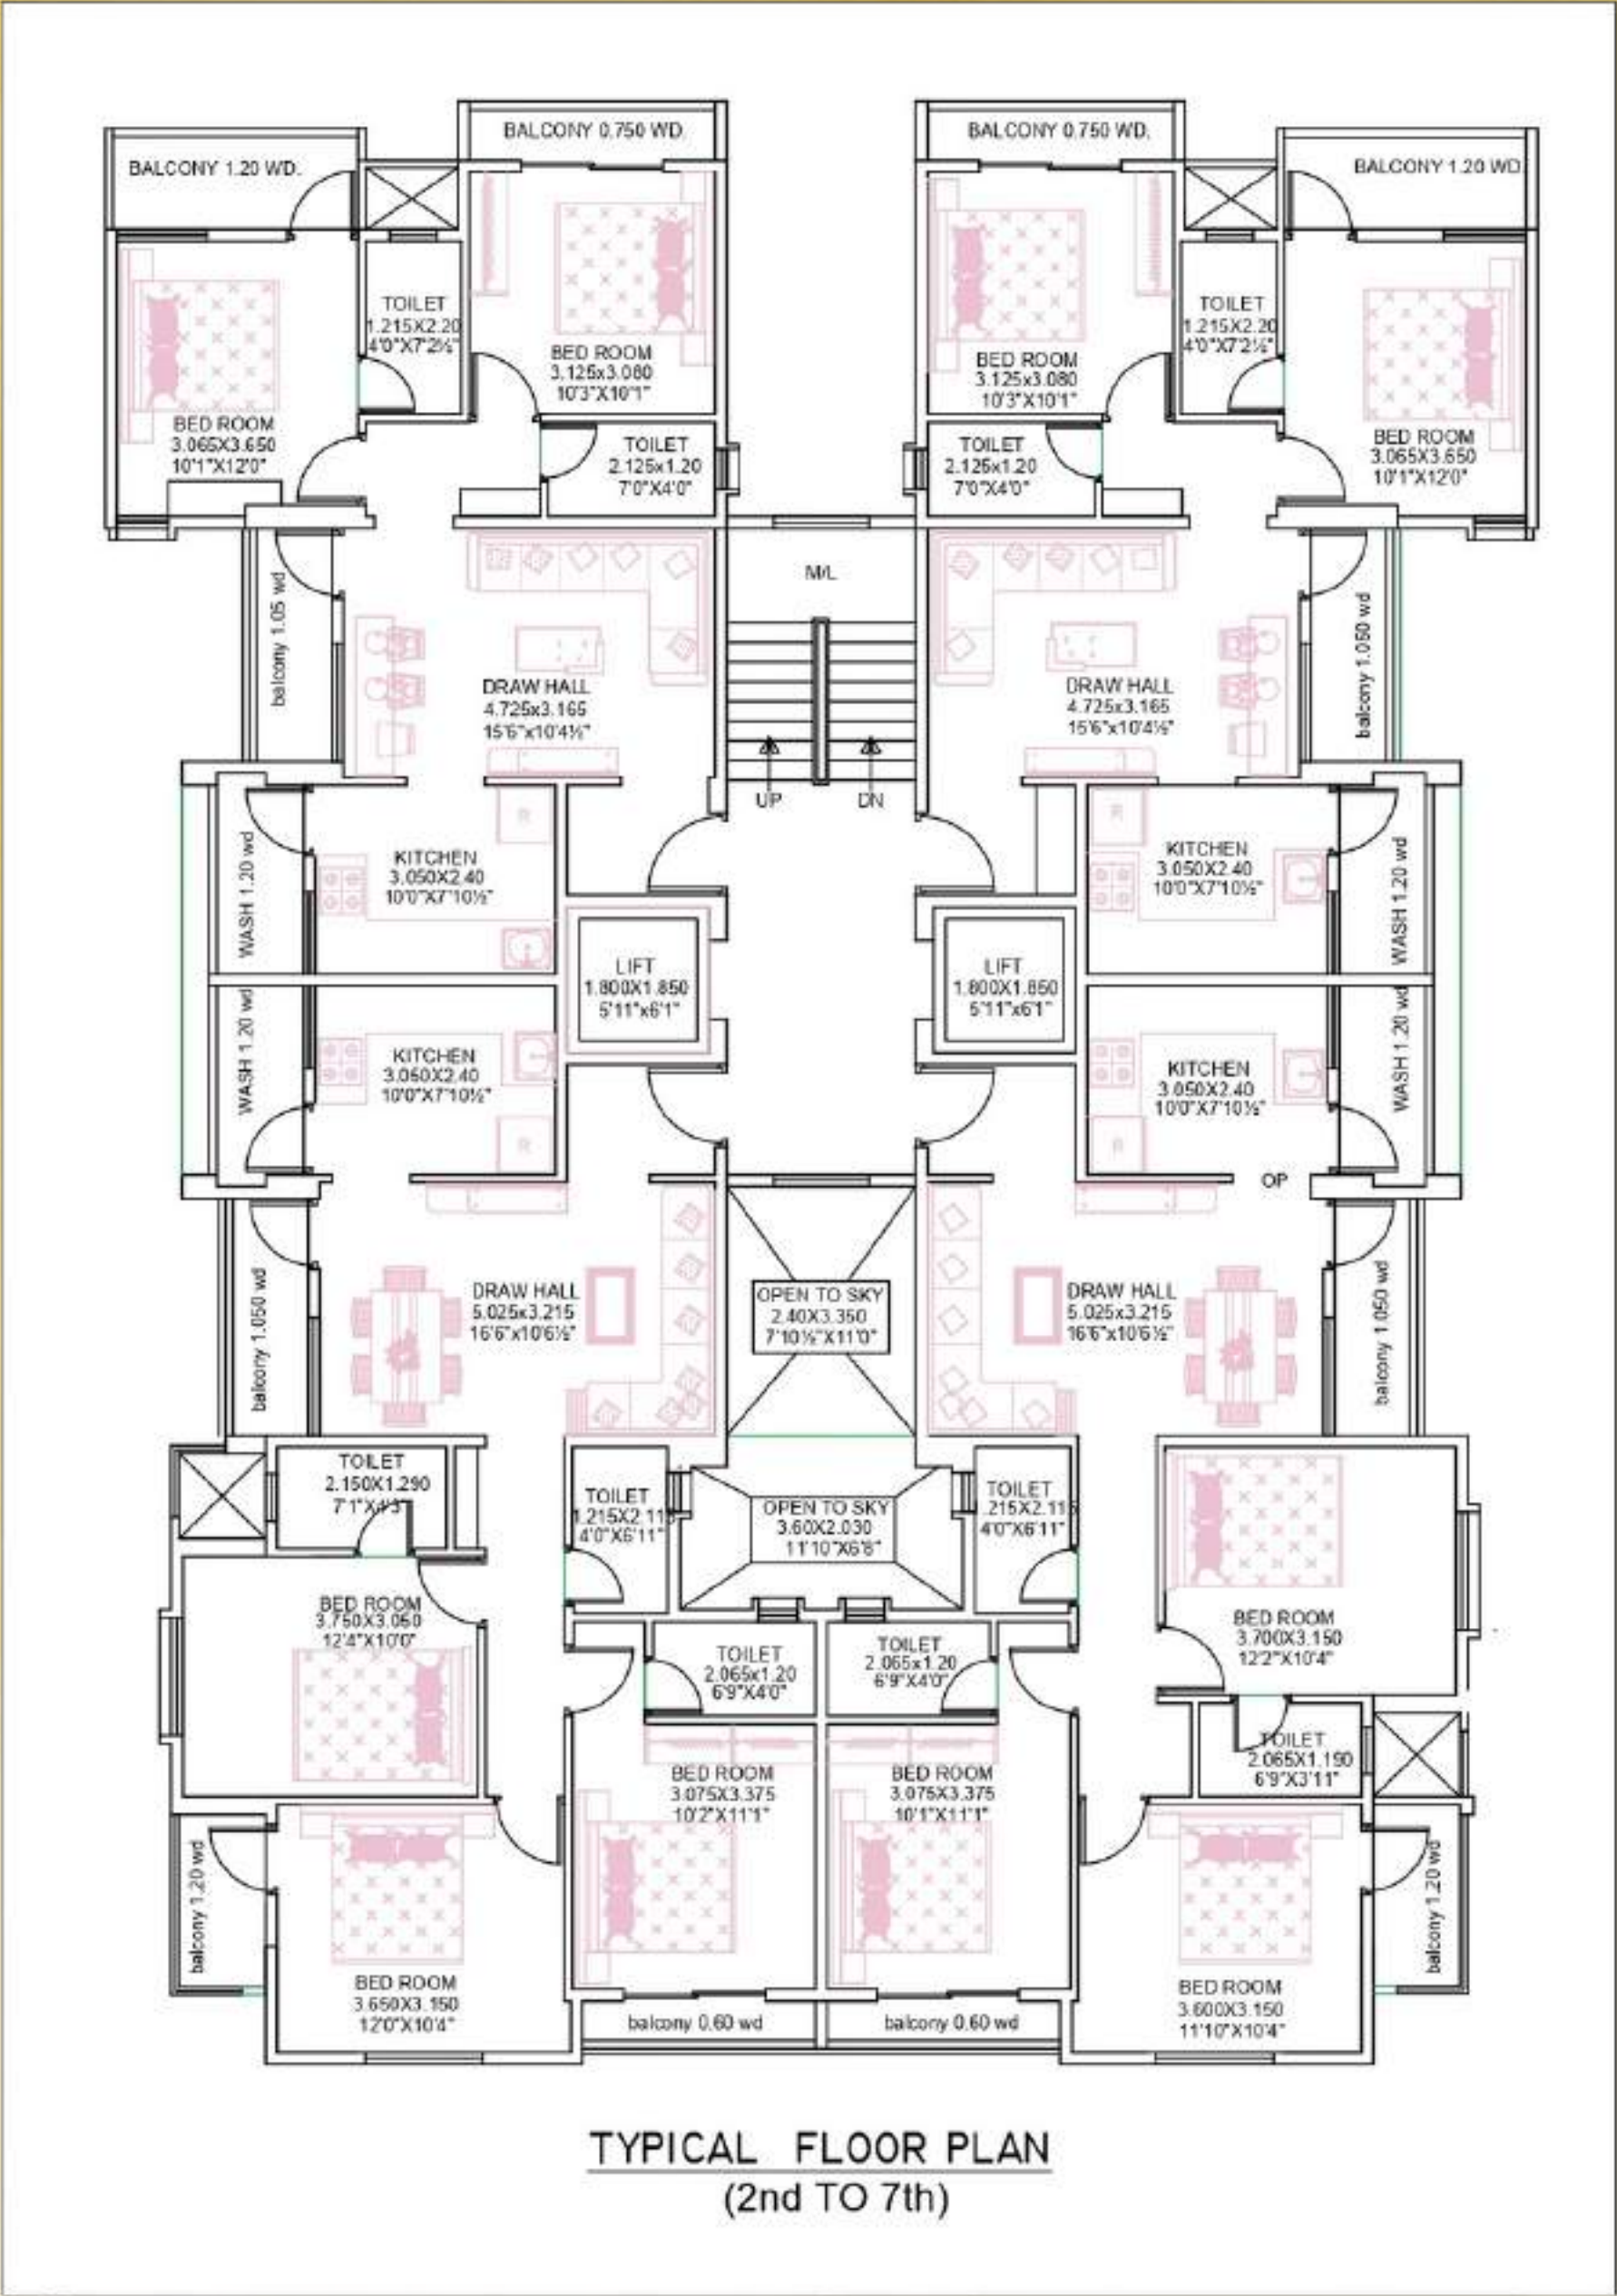 BALCONY 0.750 WD.
BALCONY 0.750 WD.
BALCONY 1.20 WD.
BALCONY 1.20 WD.
TOILET
1.215X2.20
4'0"X7'2½"
BED ROOM
3.125x3.080
10'3"X10'1"
BED ROOM
3.125x3.080
10'3"X10'1"
TOILET
1.215X2.20
4'0"X7'2½"
BED ROOM
3.065X3.650
10'1"X12'0"
TOILET
2.125x1.20
7'0"X4'0"
TOILET
2.125x1.20
7'0"X4'0"
BED ROOM
3.065X3.650
10'1"X12'0"
balcony 1.05 wd
M/L
balcony 1.050 wd
DRAW HALL
4.725x3.165
15'6"x10'4½"
DRAW HALL
4.725x3.165
15'6"x10'4½"
UP
DN
R
R
WASH 1.20 wd
KITCHEN
3.050X2.40
10'0"X7'10½"
KITCHEN
3.050X2.40
10'0"X7'10½"
WASH 1.20 wd
LIFT
1.800X1.850
5'11"x6'1"
LIFT
1.800X1.850
5'11"x6'1"
WASH 1.20 wd
KITCHEN
3.050X2.40
10'0"X7'10½"
KITCHEN
3.050X2.40
10'0"X7'10½"
WASH 1.20 wd
R
R
OP
balcony 1.050 wd
DRAW HALL
5.025x3.215
16'6"x10'6½"
OPEN TO SKY
2.40X3.350
7'10½"X11'0"
DRAW HALL
5.025x3.215
16'6"x10'6½"
balcony 1.050 wd
TOILET
2.150X1.290
7'1"X4'3"
TOILET
1.215X2.115
4'0"X6'11"
OPEN TO SKY
3.60X2.030
11'10"X6'8"
TOILET
.215X2.115
4'0"X6'11"
BED ROOM
3.750X3.050
12'4"X10'0"
BED ROOM
3.700X3.150
12'2"X10'4"
TOILET
2.065x1.20
6'9"X4'0"
TOILET
2.065x1.20
6'9"X4'0"
TOILET
2.065X1.190
6'9"X3'11"
BED ROOM
3.075X3.375
10'2"X11'1"
BED ROOM
3.075X3.375
10'1"X11'1"
balcony 1.20 wd
balcony 1.20 wd
BED ROOM
3.650X3.150
12'0"X10'4"
BED ROOM
3.600X3.150
11'10"X10'4"
balcony 0.60 wd
balcony 0.60 wd
TYPICAL FLOOR PLAN
(2nd TO 7th)